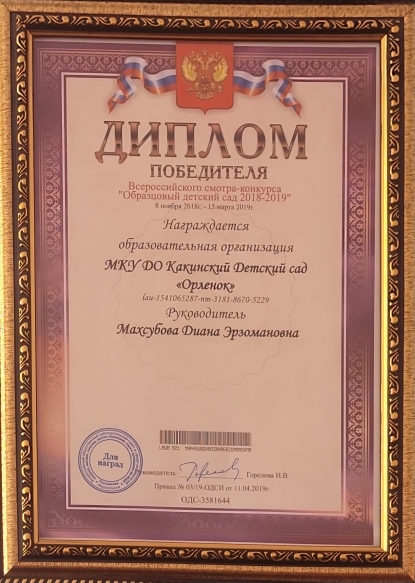 ДИПЛОМ
ПОБЕДИТЕЛЯ
Всероссийского смотра-конкурса
"Образцовый детский сад 2018-2019"
8 ноября 2018г. - 15 марта 2019г.
Награждается
образовательная организация
МКУ ДО Какинский Детский сад
«Орленок»
lau-1541065287-nm-3181-8670-5229
Руководитель
Махсубова Диана Эрзомановна
Для
наград
Руководитель Горелова Н.В.
Приказ № 03/19-ОДСИ от 11.04.2019г.
ОДС-3581644